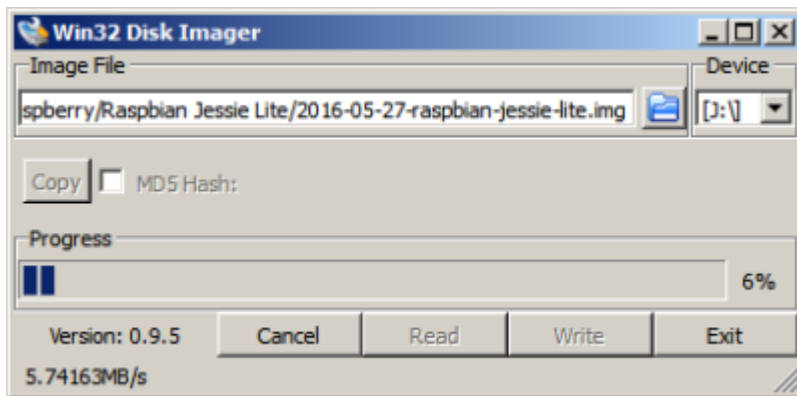 Win32 Disk Imager
Image File
Device
spberry/Raspbian Jessie Lite/2016-05-27-raspbian-jessie-lite.img
[J:\]
Copy MD5 Hash:
Progress
6%
Version: 0.9.5 Cancel Read Write Exit
5.74163MB/s